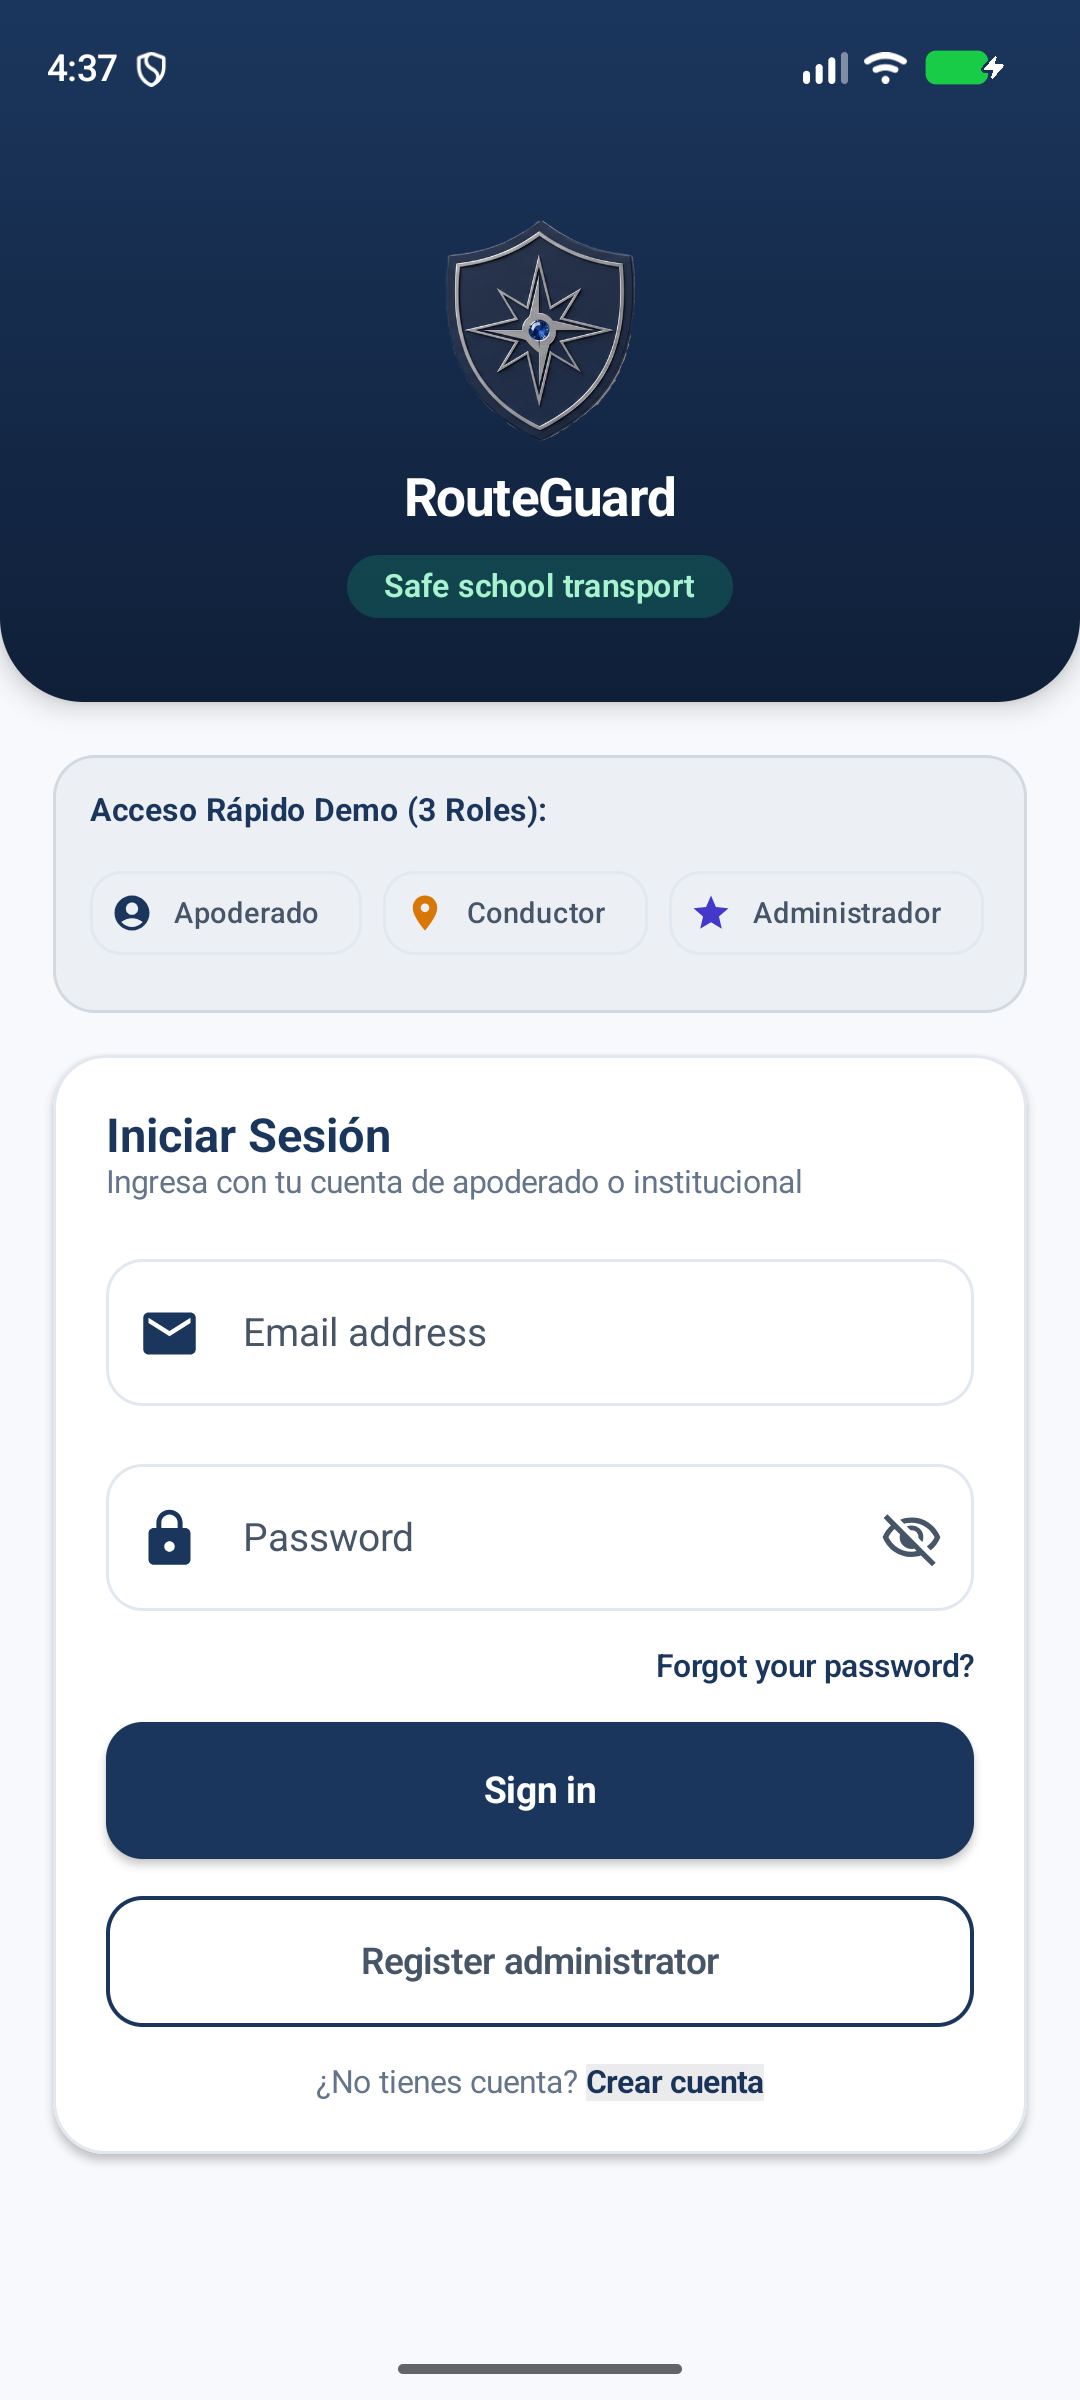 4:37
RouteGuard
Safe school transport
Acceso Rápido Demo (3 Roles):
Apoderado
Conductor
Administrador
Iniciar Sesión
Ingresa con tu cuenta de apoderado o institucional
Email address
Password
Forgot your password?
Sign in
Register administrator
¿No tienes cuenta? Crear cuenta